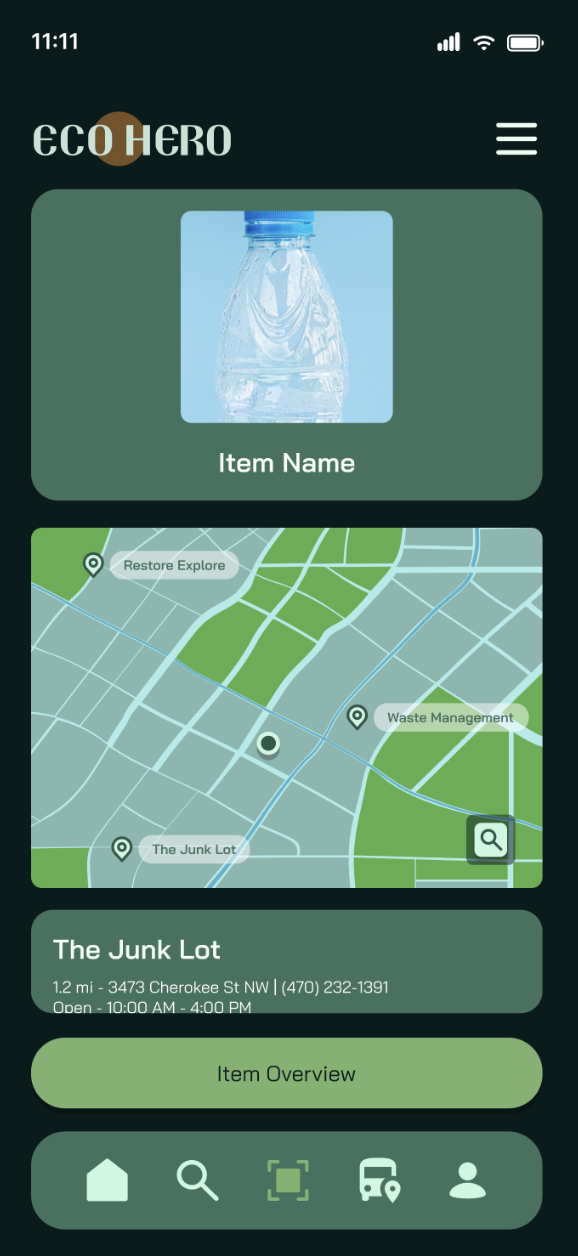 11:11
ECO HERO
Item Name
Restore Explore
Waste Management
The Junk Lot
The Junk Lot
1.2 mi - 3473 Cherokee St NW | (470) 232-1391
Open - 10:00 AM - 4:00 PM
Item Overview